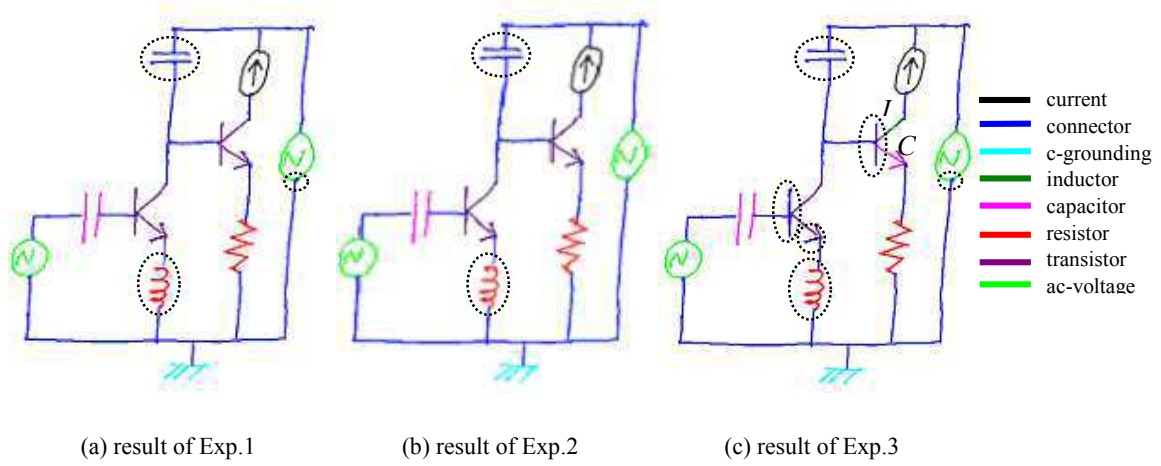 I
C
current
connector
c-grounding
inductor
capacitor
resistor
transistor
ac-voltage
(a) result of Exp.1
(b) result of Exp.2
(c) result of Exp.3